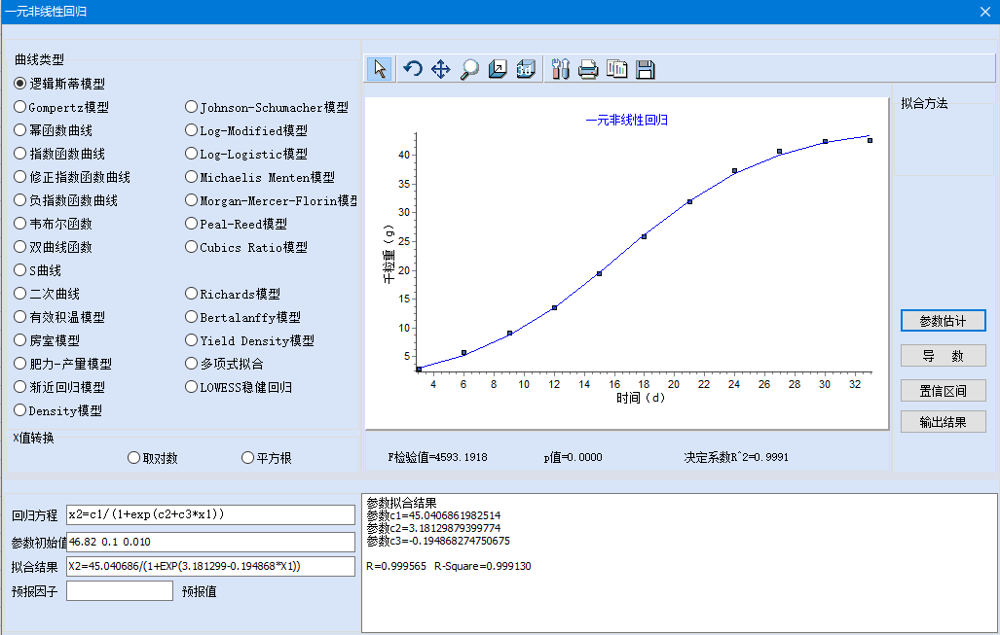 一元非线性回归
曲线类型
逻辑斯蒂模型
Gompertz模型
Johnson-Schumacher模型
幂函数曲线
Log-Modified模型
指数函数曲线
Log-Logistic模型
修正指数函数曲线
Michaelis Menten模型
负指数函数曲线
Morgan-Mercer-Florin模型
韦布尔函数
Peal-Reed模型
双曲线函数
Cubics Ratio模型
S曲线
二次曲线
Richards模型
有效积温模型
Bertalanffy模型
房室模型
Yield Density模型
肥力-产量模型
多项式拟合
渐近回归模型
LOWESS稳健回归
Density模型
X值转换
取对数
平方根
3d
一元非线性回归
千粒重（g）
40
35
30
25
20
15
10
5
4 6 8 10 12 14 16 18 20 22 24 26 28 30 32
时间（d）
F检验值=4593.1918 p值=0.0000 决定系数R^2=0.9991
拟合方法
参数估计
导 数
置信区间
输出结果
回归方程 x2=c1/(1+exp(c2+c3*x1))
参数初始值 46.82 0.1 0.010
拟合结果 X2=45.040686/(1+EXP(3.181299-0.194868*X1))
预报因子 预报值
参数拟合结果
参数c1=45.0406861982514
参数c2=3.18129879399774
参数c3=-0.194868274750675
R=0.999565 R-Square=0.999130